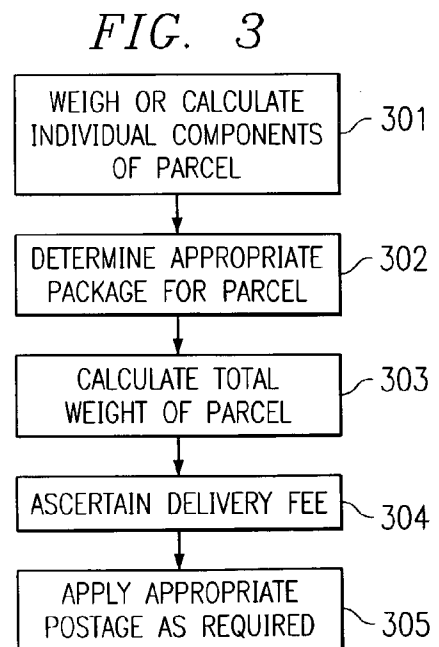 FIG. 3
WEIGH OR CALCULATE
INDIVIDUAL COMPONENTS
OF PARCEL
301
DETERMINE APPROPRIATE
PACKAGE FOR PARCEL
302
CALCULATE TOTAL
WEIGHT OF PARCEL
303
ASCERTAIN DELIVERY FEE
304
APPLY APPROPRIATE
POSTAGE AS REQUIRED
305